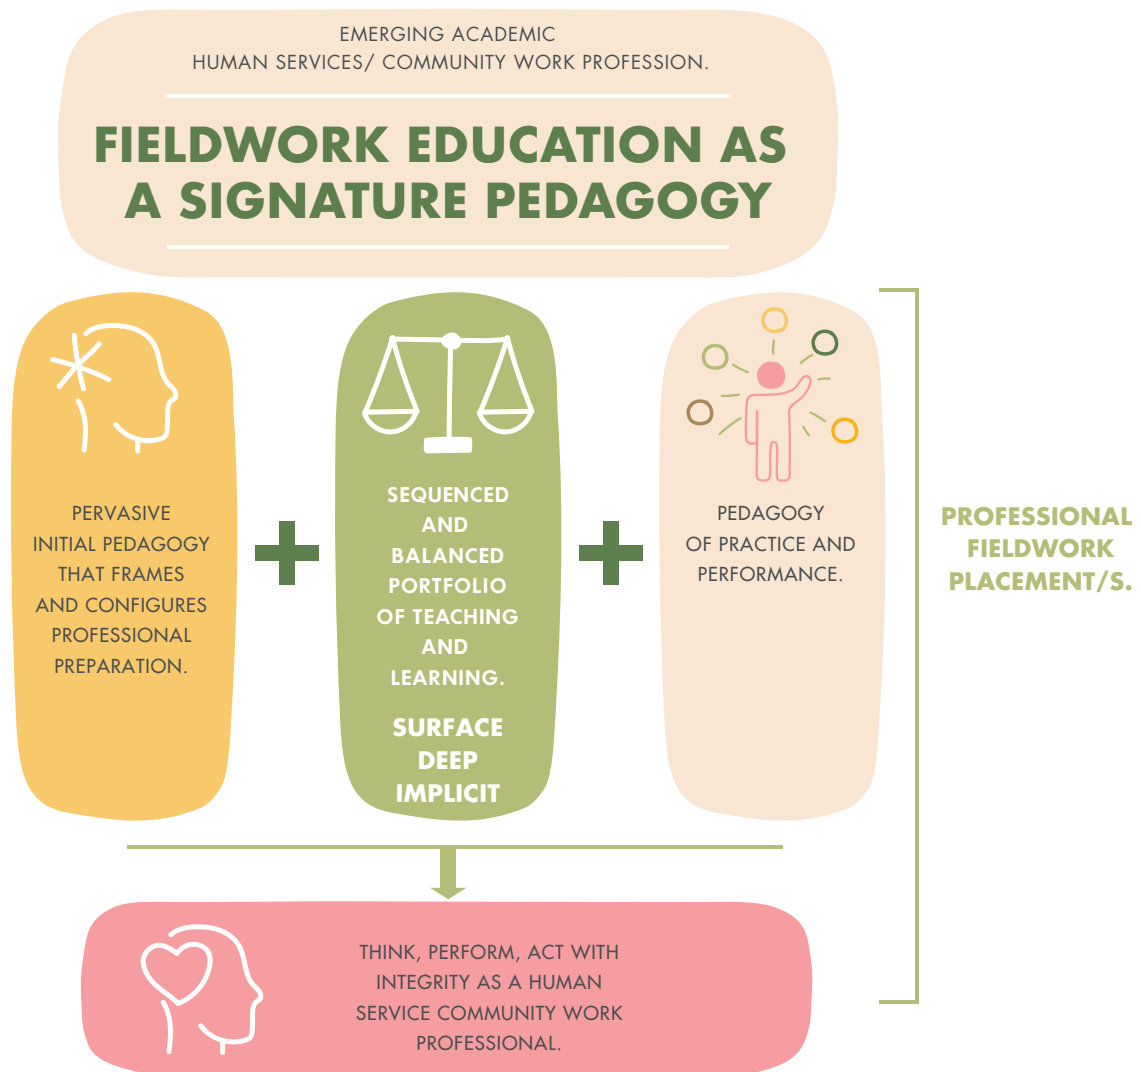 EMERGING ACADEMIC
HUMAN SERVICES/ COMMUNITY WORK PROFESSION.
FIELDWORK EDUCATION AS
A SIGNATURE PEDAGOGY
PERVASIVE
INITIAL PEDAGOGY
THAT FRAMES
AND CONFIGURES
PROFESSIONAL
PREPARATION.
SEQUENCED
AND
BALANCED
PORTFOLIO
OF TEACHING
AND
LEARNING.
SURFACE
DEEP
IMPLICIT
PEDAGOGY
OF PRACTICE AND
PERFORMANCE.
PROFESSIONAL
FIELDWORK
PLACEMENT/S.
THINK, PERFORM, ACT WITH
INTEGRITY AS A HUMAN
SERVICE COMMUNITY WORK
PROFESSIONAL.